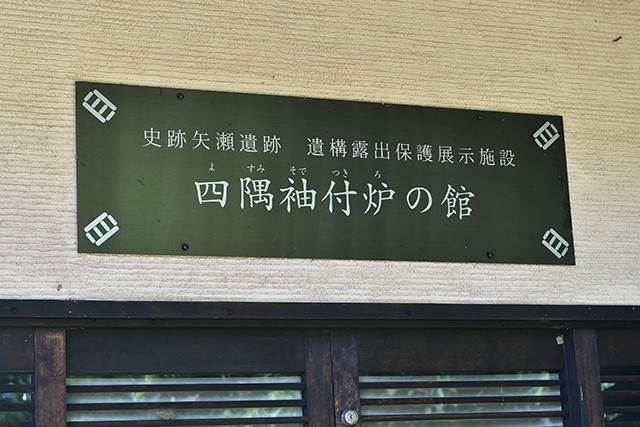 史跡矢瀬遺跡　遺構露出保護展示施設
よ すみ そで つき ろ
四隅袖付炉の館